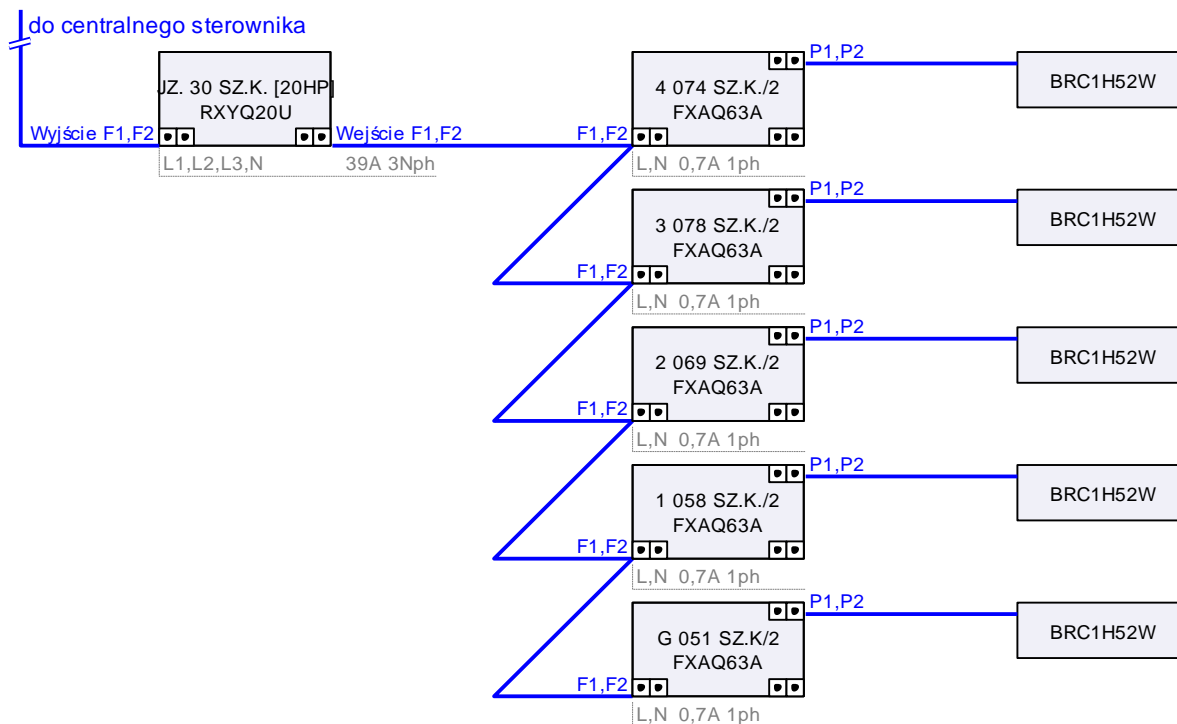 do centralnego sterownika
JZ. 30 SZ.K. [20HP]
RXYQ20U
Wyjście F1,F2
Wejście F1,F2
L1,L2,L3,N 39A 3Nph
F1,F2
4 074 SZ.K./2
FXAQ63A
L,N 0,7A 1ph
P1,P2
BRC1H52W
F1,F2
3 078 SZ.K./2
FXAQ63A
L,N 0,7A 1ph
P1,P2
BRC1H52W
F1,F2
2 069 SZ.K./2
FXAQ63A
L,N 0,7A 1ph
P1,P2
BRC1H52W
F1,F2
1 058 SZ.K./2
FXAQ63A
L,N 0,7A 1ph
P1,P2
BRC1H52W
F1,F2
G 051 SZ.K/2
FXAQ63A
L,N 0,7A 1ph
P1,P2
BRC1H52W